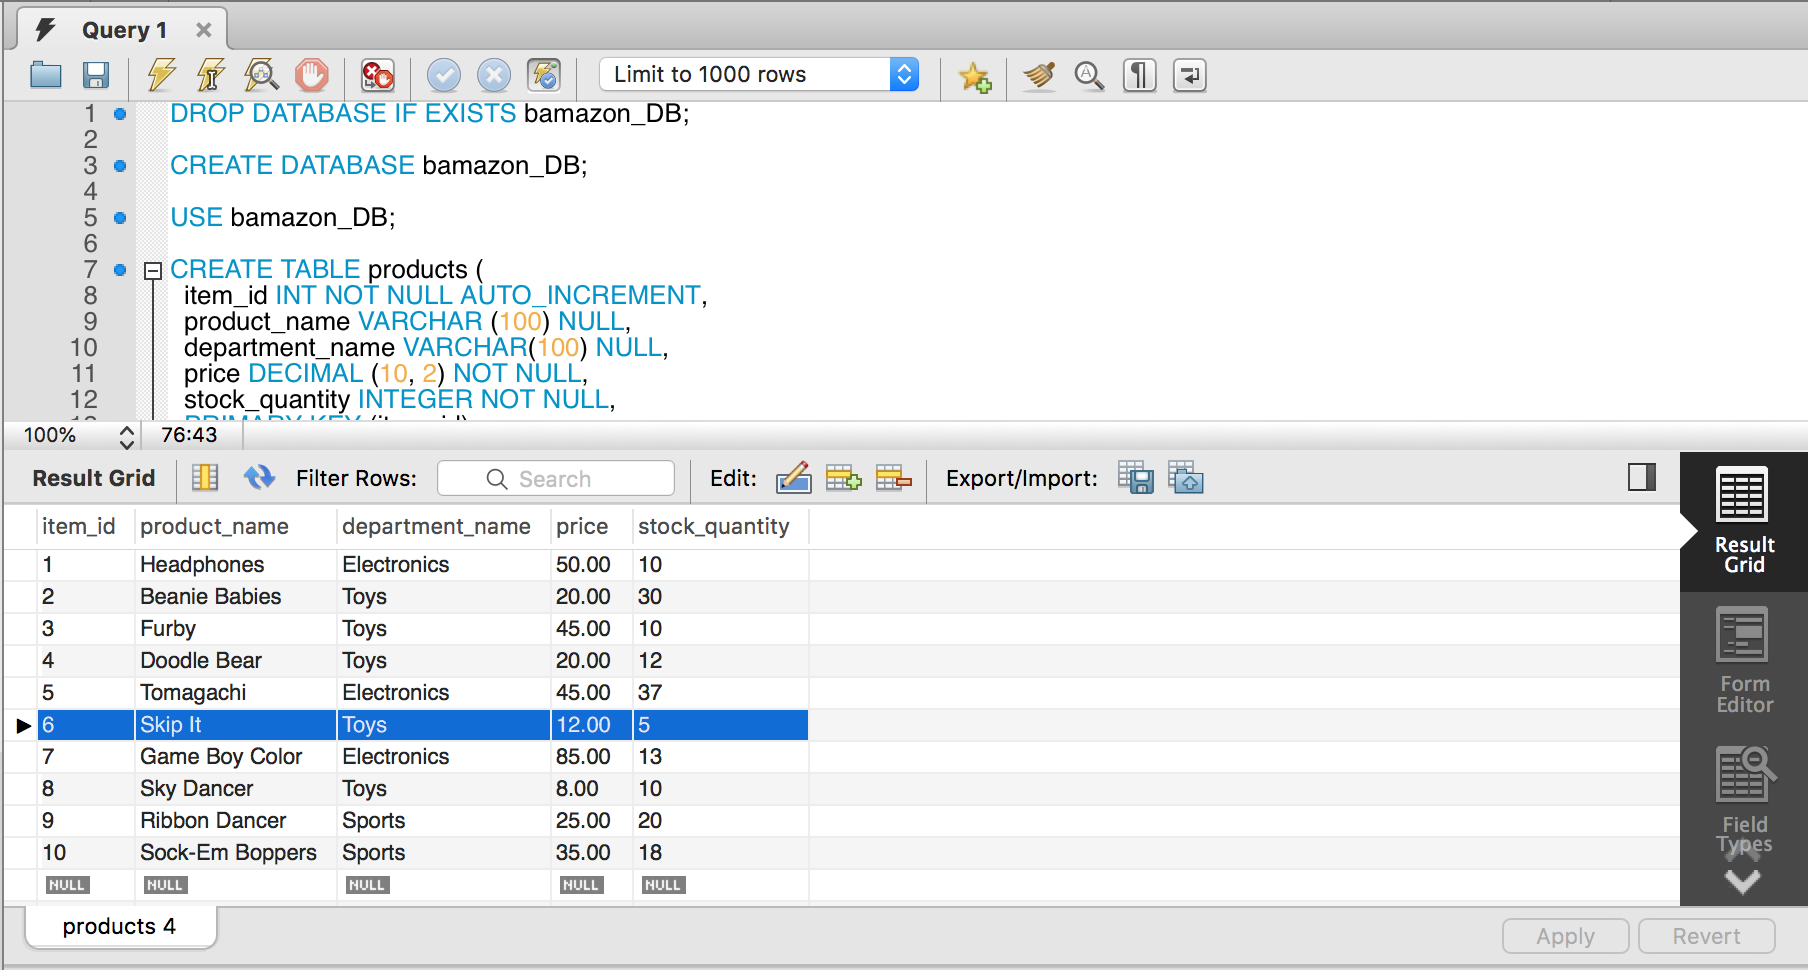 Query 1
Limit to 1000 rows
1 DROP DATABASE IF EXISTS bamazon_DB;
2
3 CREATE DATABASE bamazon_DB;
4
5 USE bamazon_DB;
6
7 CREATE TABLE products (
8 item_id INT NOT NULL AUTO_INCREMENT,
9 product_name VARCHAR (100) NULL,
10 department_name VARCHAR(100) NULL,
11 price DECIMAL (10, 2) NOT NULL,
12 stock_quantity INTEGER NOT NULL,
PRIMARY KEY (item_id)
100% 76:43
Result Grid Filter Rows: Search Edit: Export/Import:
item_id product_name department_name price stock_quantity
1 Headphones Electronics 50.00 10
2 Beanie Babies Toys 20.00 30
3 Furby Toys 45.00 10
4 Doodle Bear Toys 20.00 12
5 Tomagachi Electronics 45.00 37
6 Skip It Toys 12.00 5
7 Game Boy Color Electronics 85.00 13
8 Sky Dancer Toys 8.00 10
9 Ribbon Dancer Sports 25.00 20
10 Sock-Em Boppers Sports 35.00 18
NULL NULL NULL NULL NULL
Result
Grid
Form
Editor
Field
Types
products 4
Apply Revert